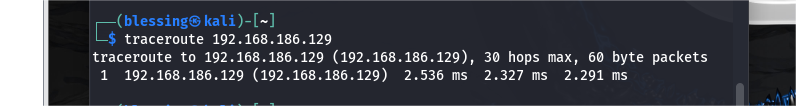 (blessing㉿kali)-[~]
$ traceroute 192.168.186.129
traceroute to 192.168.186.129 (192.168.186.129), 30 hops max, 60 byte packets
1 192.168.186.129 (192.168.186.129) 2.536 ms 2.327 ms 2.291 ms